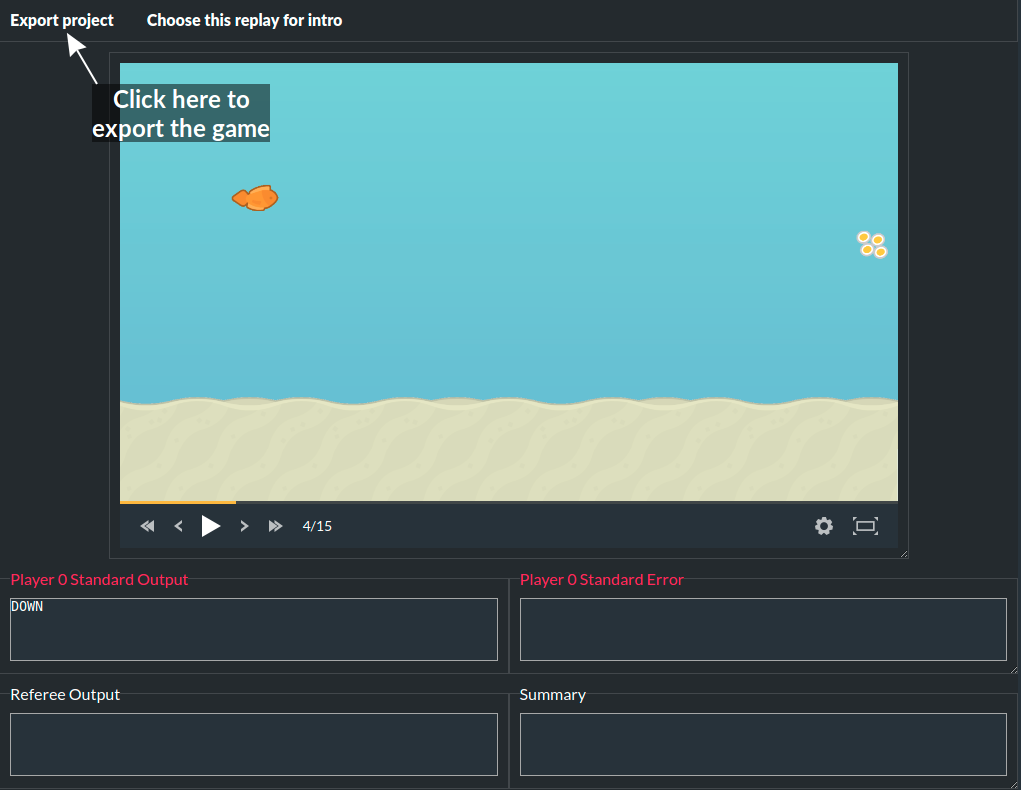 Export project
Choose this replay for intro
Click here to
export the game
4/15
Player 0 Standard Output
Player 0 Standard Error
DOWN
Referee Output
Summary